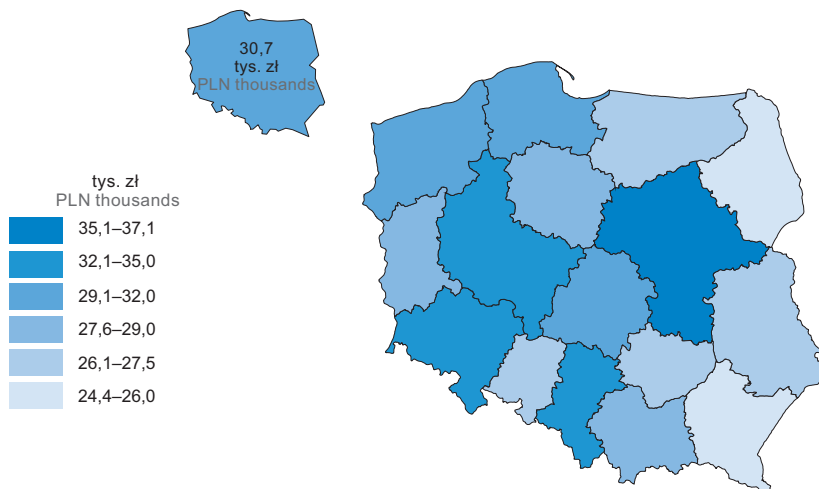 30,7
tys. zł
PLN thousands
tys. zł
PLN thousands
35,1–37,1
32,1–35,0
29,1–32,0
27,6–29,0
26,1–27,5
24,4–26,0